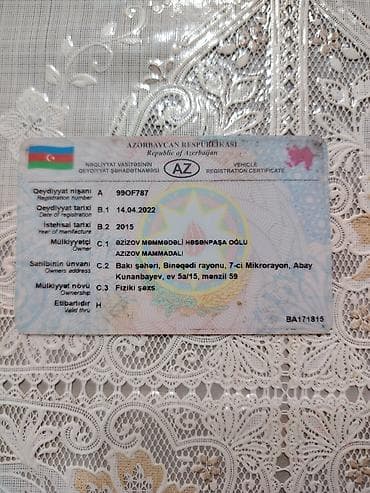 AZƏRBAYCAN RESPUBLİKASI
Republic of Azerbaijan
NƏQLİYYAT VASİTƏSİNİN QEYDİYYAT ŞƏHADƏTNAMƏSİ
AZ
VEHICLE REGISTRATION CERTIFICATE
Qeydiyyat nişanı A 99OF787
Registration number
Qeydiyyat tarixi B.1 14.04.2022
Date of registration
İstehsal tarixi B.2 2015
Year of manufacture
Mülkiyyətçi C.1 ƏZİZOV MƏMMƏDƏLİ HƏSƏNPAŞA OĞLU
Owner AZIZOV MAMMADALI
Sahibinin ünvanı C.2 Bakı şəhəri, Binəqədi rayonu, 7-ci Mikrorayon, Abay
Owners address Kunanbayev, ev 5a/15, mənzil 59
Mülkiyyət növü C.3 Fiziki şəxs
Ownership
Etibarlıdır H
Valid thru
BA171815